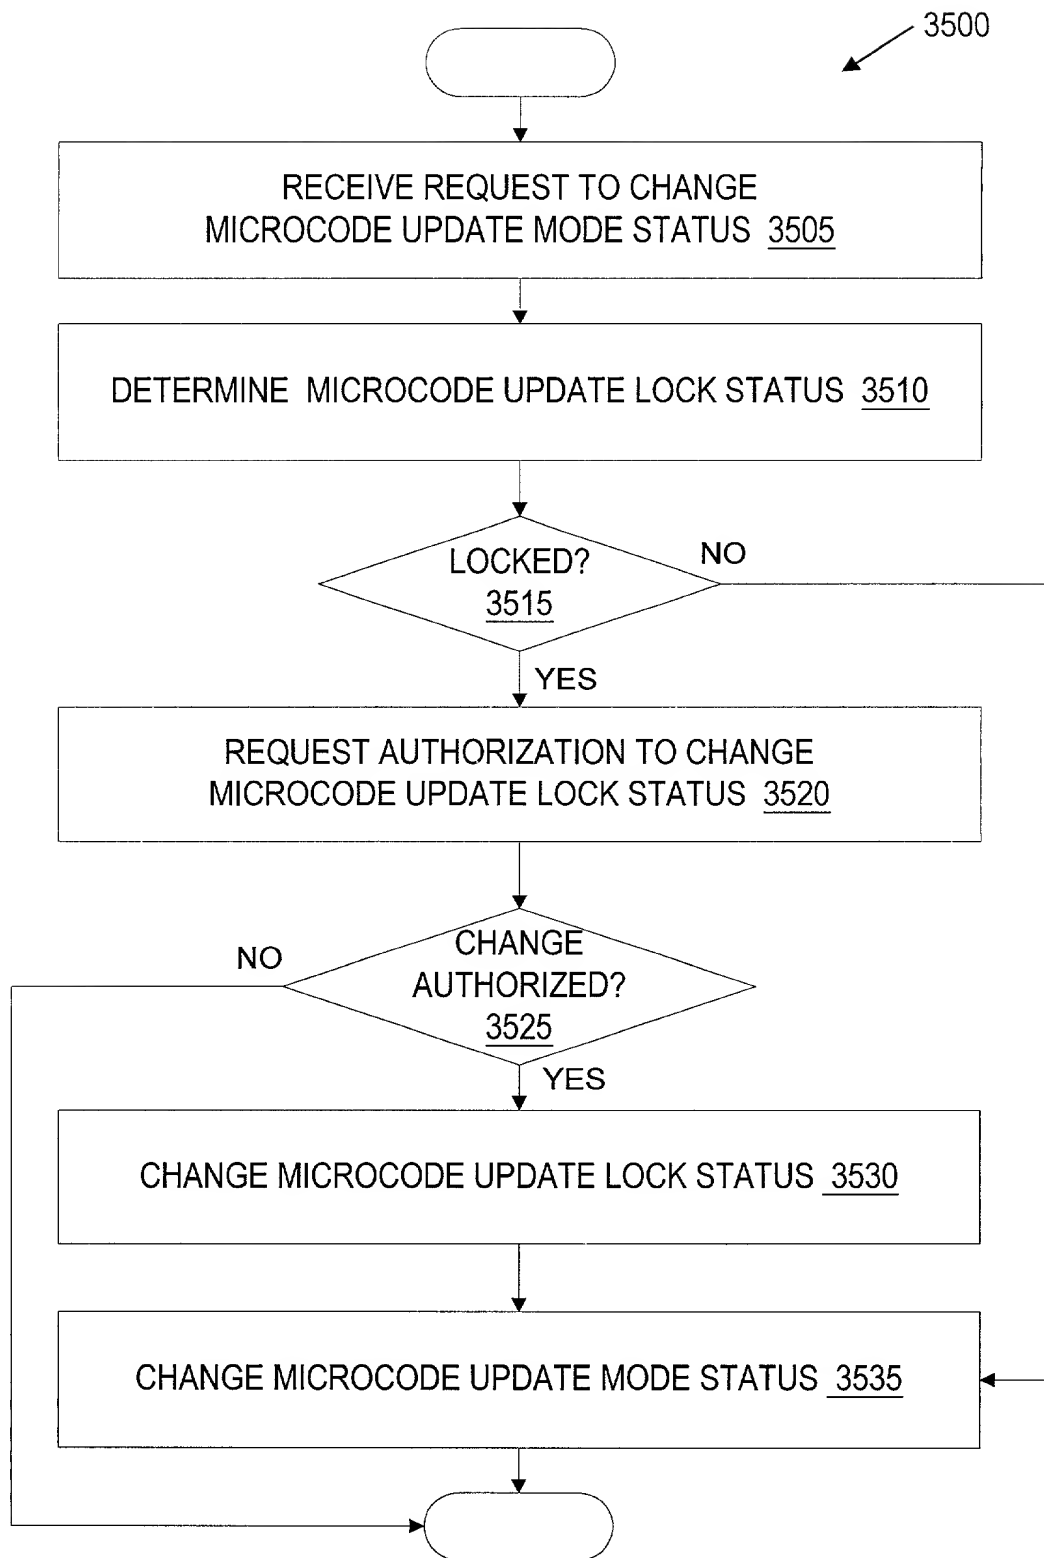 3500
RECEIVE REQUEST TO CHANGE
MICROCODE UPDATE MODE STATUS 3505
DETERMINE MICROCODE UPDATE LOCK STATUS 3510
LOCKED?
3515
NO
YES
REQUEST AUTHORIZATION TO CHANGE
MICROCODE UPDATE LOCK STATUS 3520
NO
CHANGE
AUTHORIZED?
3525
YES
CHANGE MICROCODE UPDATE LOCK STATUS 3530
CHANGE MICROCODE UPDATE MODE STATUS 3535